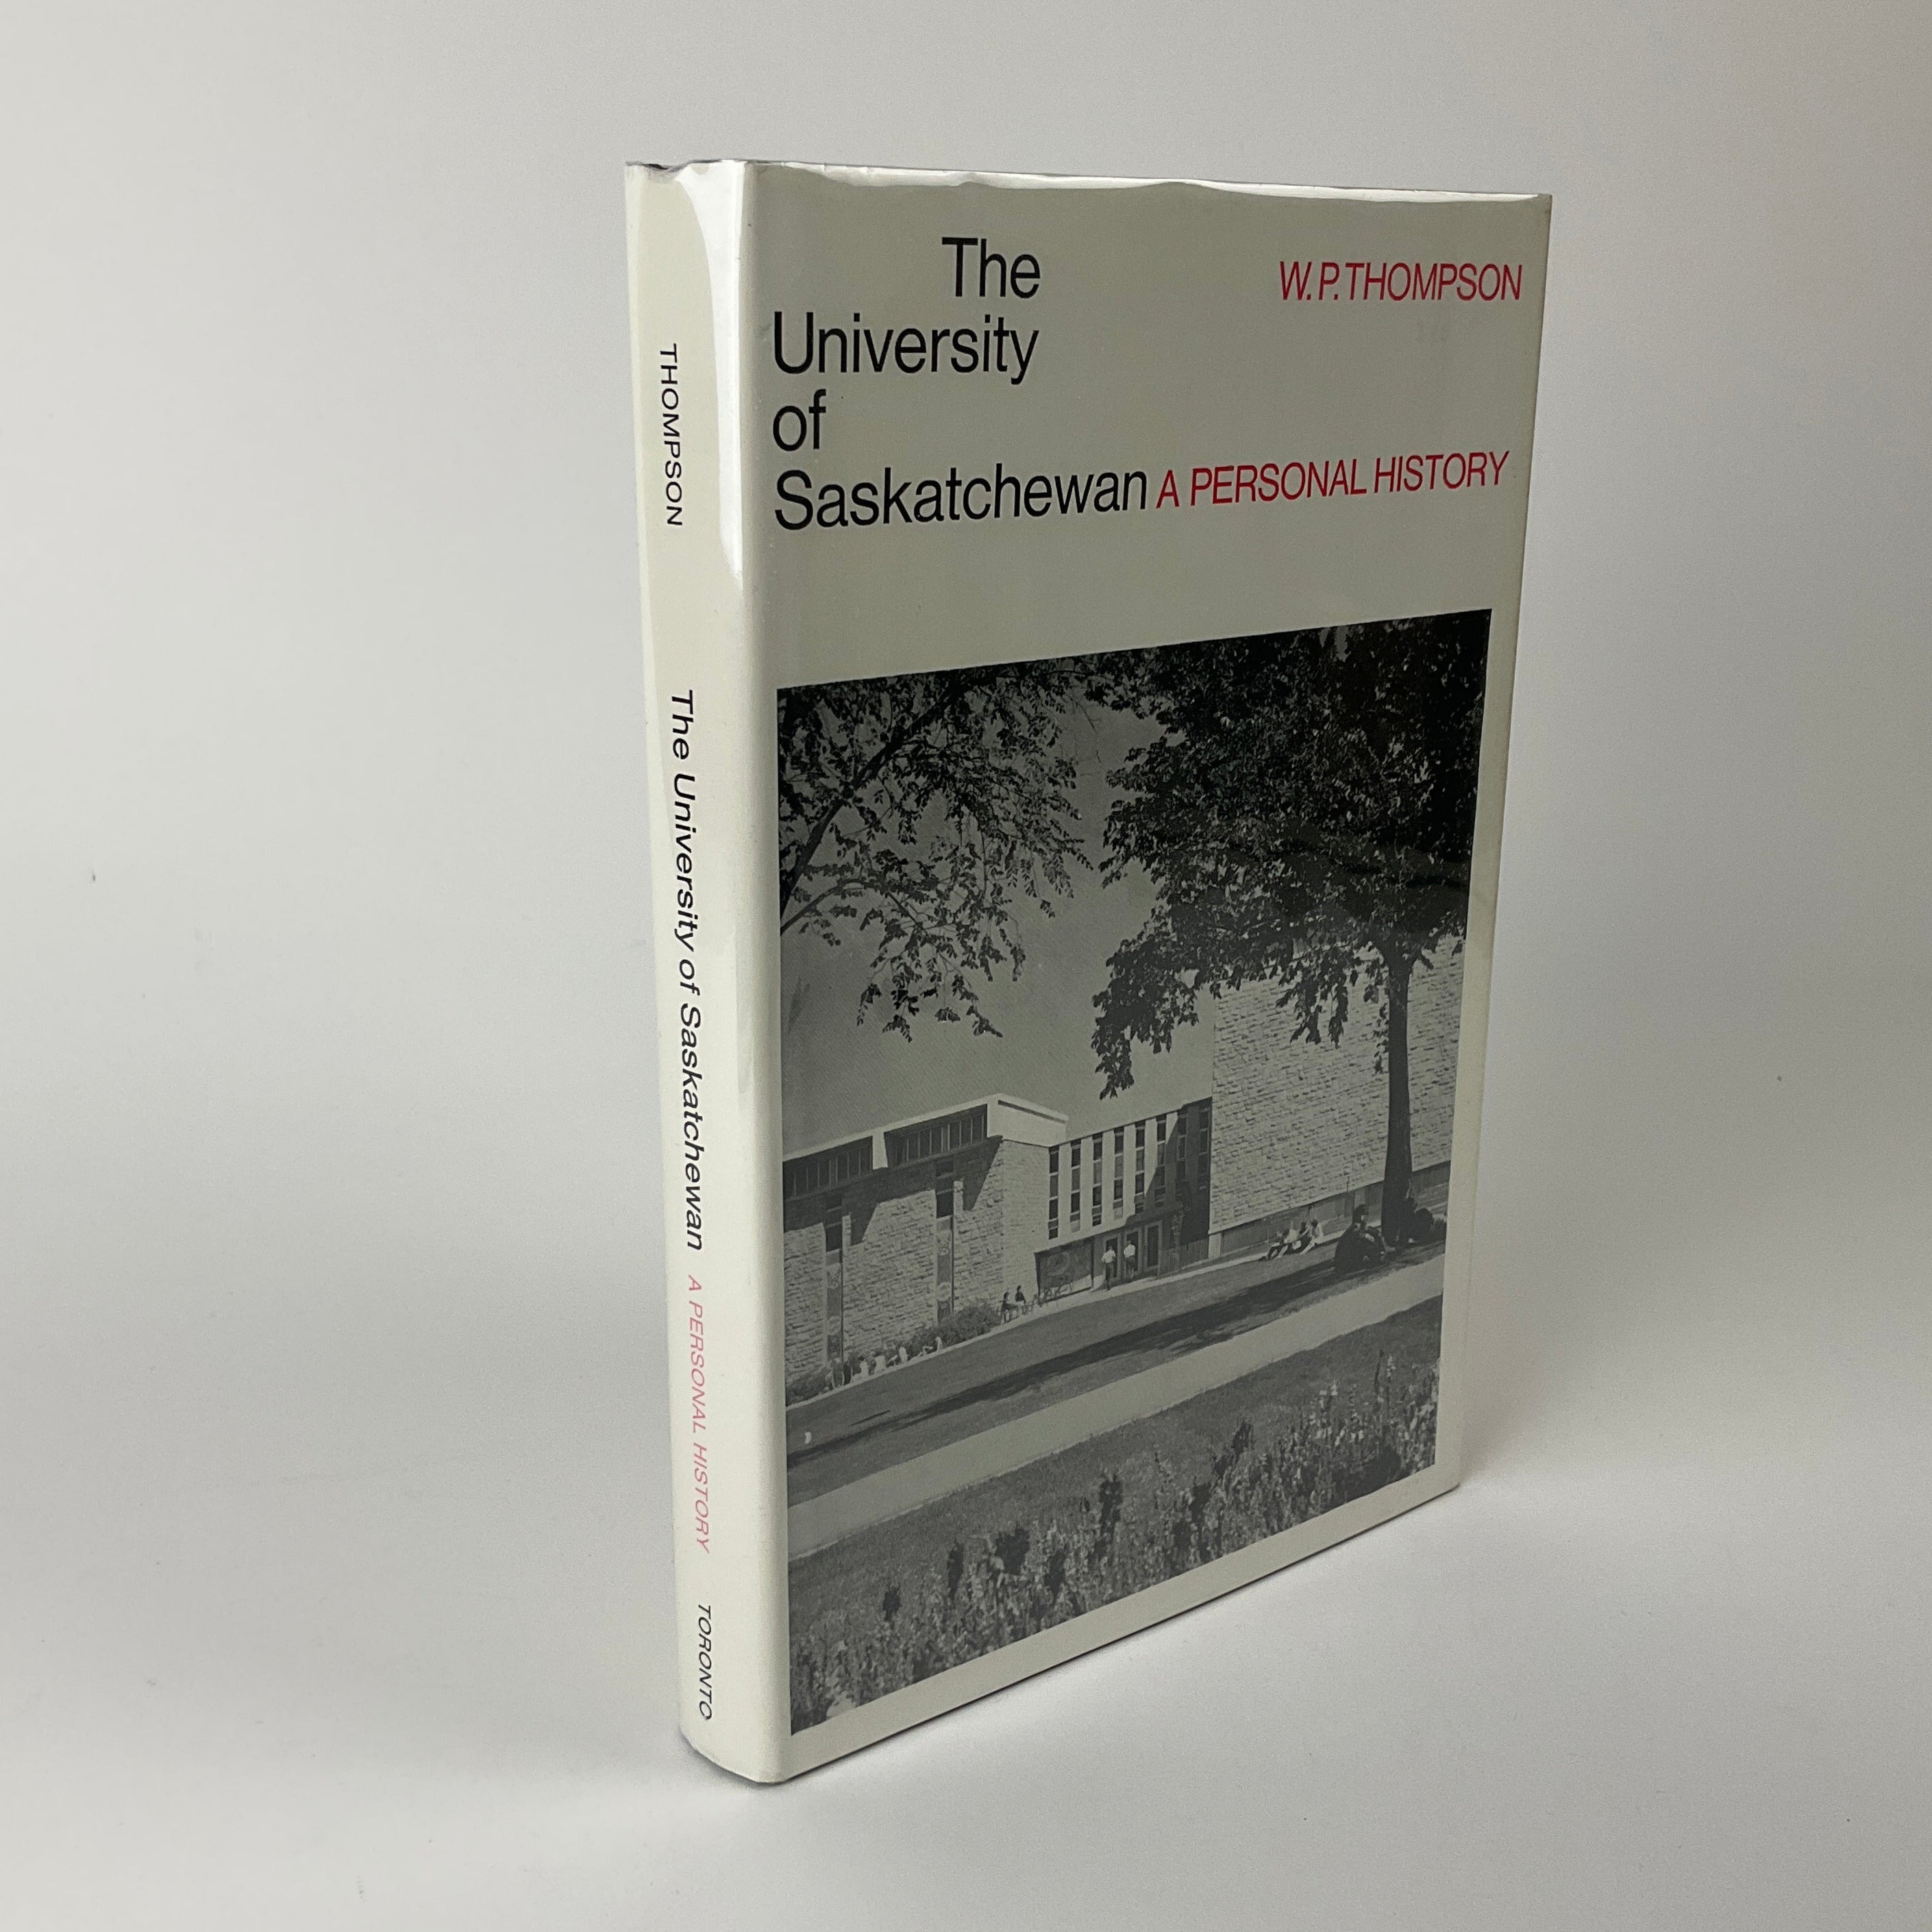 The
University
of
Saskatchewan A PERSONAL HISTORY
W. P. THOMPSON
THOMPSON
The University of Saskatchewan A PERSONAL HISTORY
TORONTO